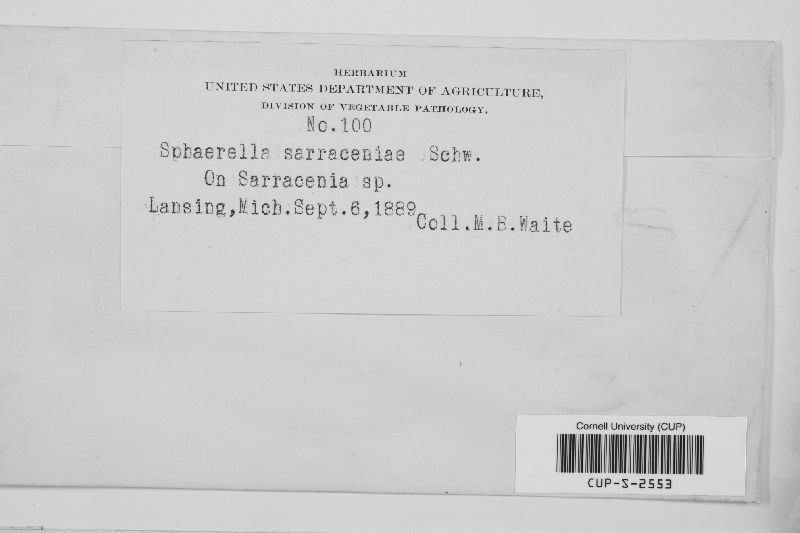 HERBARIUM
UNITED STATES DEPARTMENT OF AGRICULTURE,
DIVISION OF VEGETABLE PATHOLOGY.
No.100
Sphaerella sarraceniae Schw.
On Sarracenia sp.
Lansing,Mich.Sept.6,1889
Coll.M.B.Waite
Cornell University (CUP)
CUP-S-2553